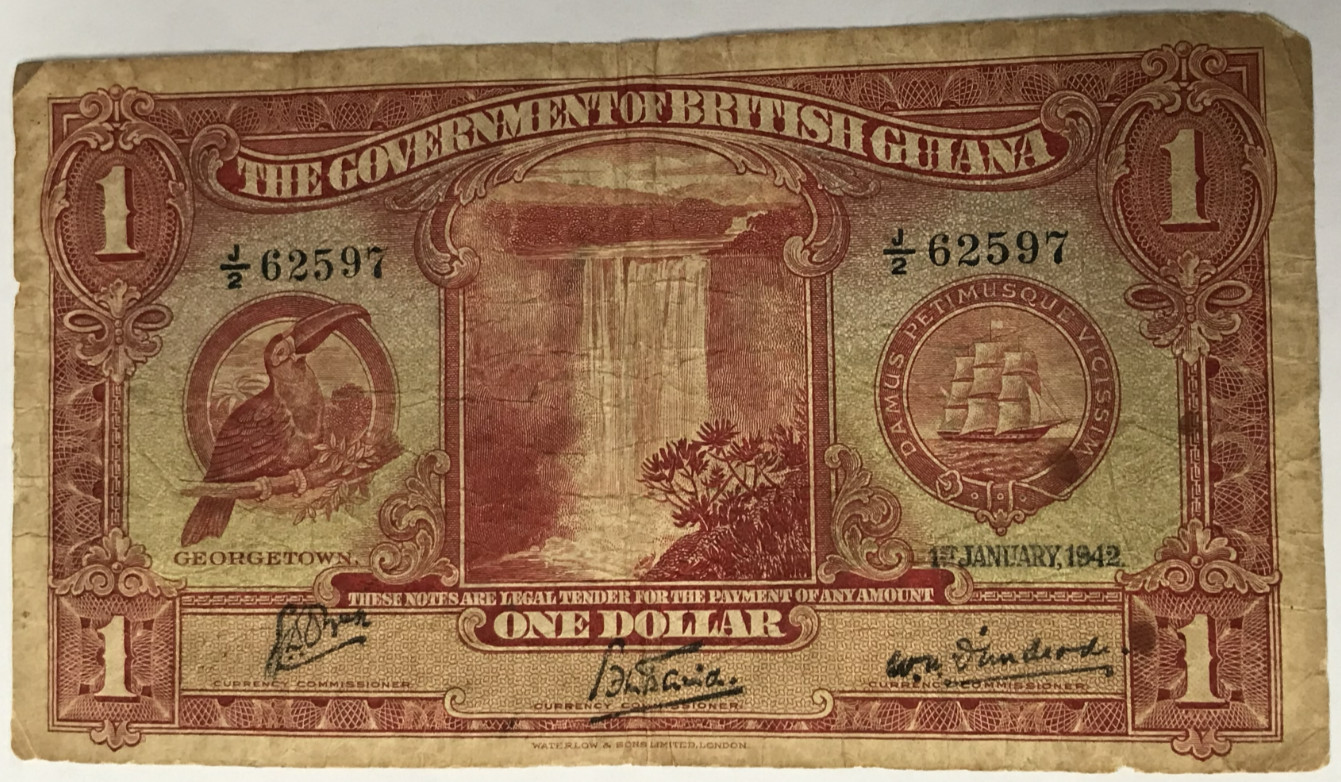 THE GOVERNMENT OF BRITISH GUIANA
1
1
J/2 62597
J/2 62597
DAMUS PETIMUSQUE VICISSIM
GEORGETOWN.
1ST JANUARY, 1942.
THESE NOTES ARE LEGAL TENDER FOR THE PAYMENT OF ANY AMOUNT
ONE DOLLAR
1
1
CURRENCY COMMISSIONER
CURRENCY COMMISSIONER
CURRENCY COMMISSIONER
WATERLOW & SONS LIMITED, LONDON.